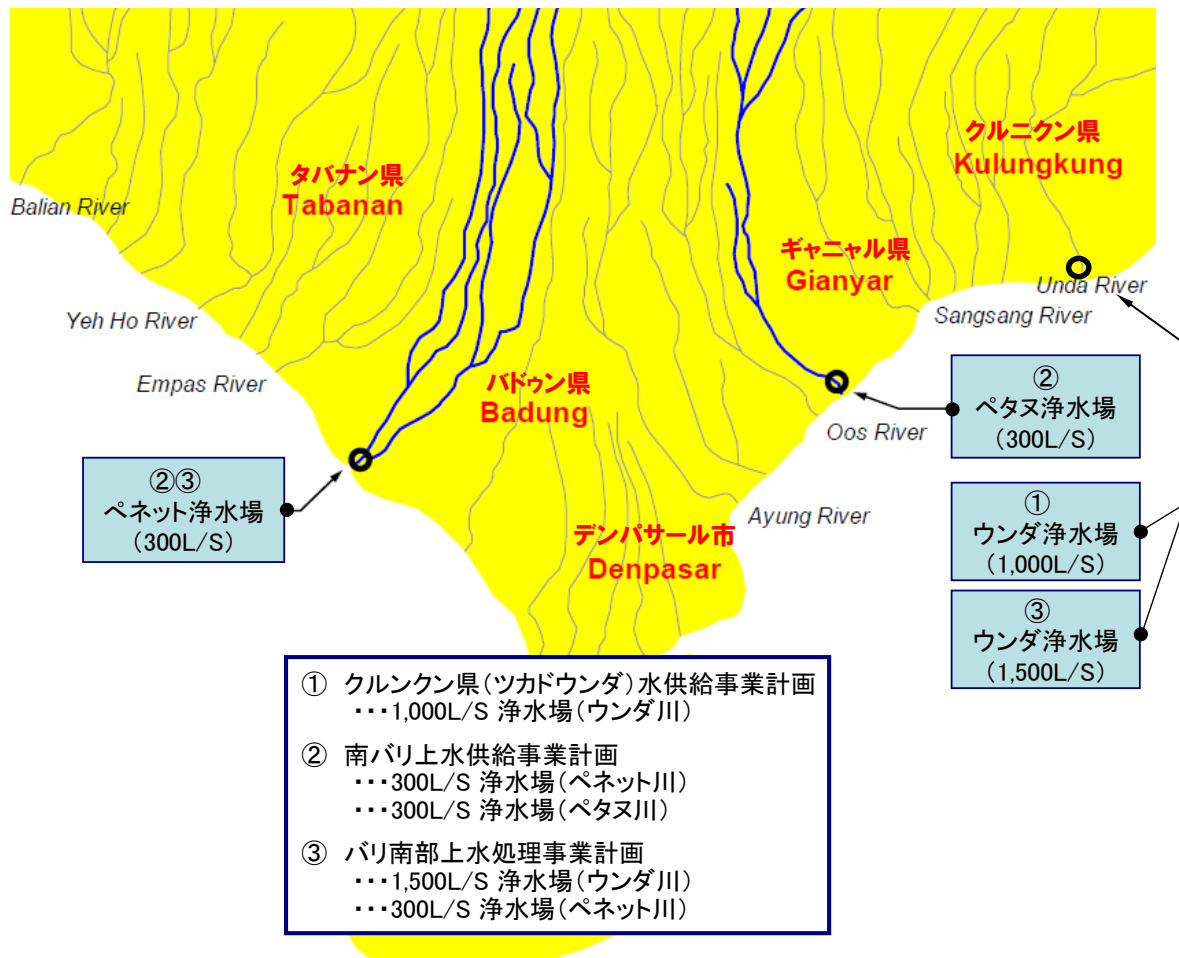 クルニクン県
Kulungkung
タバナン県
Tabanan
Balian River
ギャニャル県
Gianyar
Unda River
Sangsang River
Yeh Ho River
Empas River
バドゥン県
Badung
②
ペタヌ浄水場
(300L/S)
Oos River
②③
ペネット浄水場
(300L/S)
①
ウンダ浄水場
(1,000L/S)
Ayung River
デンパサール市
Denpasar
③
ウンダ浄水場
(1,500L/S)
① クルンクン県(ツカドウンダ)水供給事業計画
・・・1,000L/S 浄水場(ウンダ川)
② 南バリ上水供給事業計画
・・・300L/S 浄水場(ペネット川)
・・・300L/S 浄水場(ペタヌ川)
③ バリ南部上水処理事業計画
・・・1,500L/S 浄水場(ウンダ川)
・・・300L/S 浄水場(ペネット川)